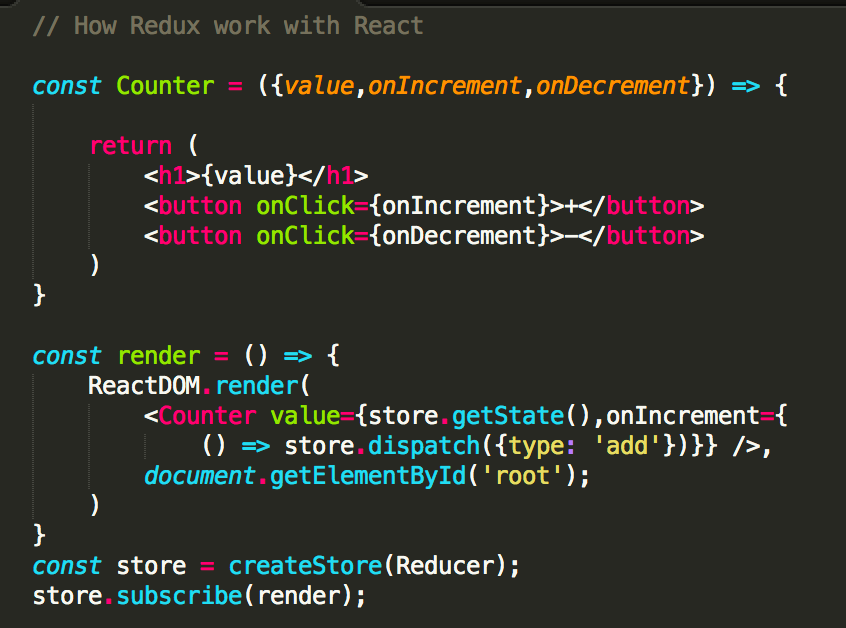 // How Redux work with React
const Counter = ({value,onIncrement,onDecrement}) => {
return (
<h1>{value}</h1>
<button onClick={onIncrement}>+</button>
<button onClick={onDecrement}>−</button>
)
}
const render = () => {
ReactDOM.render(
<Counter value={store.getState(),onIncrement={
() => store.dispatch({type: 'add'})}} />,
document.getElementById('root');
)
}
const store = createStore(Reducer);
store.subscribe(render);